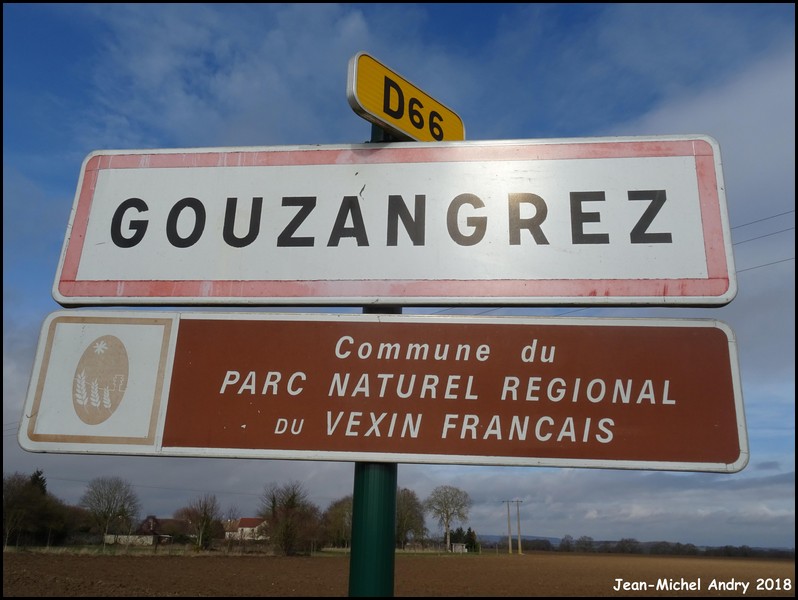 D66
GOUZANGREZ
Commune du
PARC NATUREL REGIONAL
DU VEXIN FRANCAIS
Jean-Michel Andry 2018